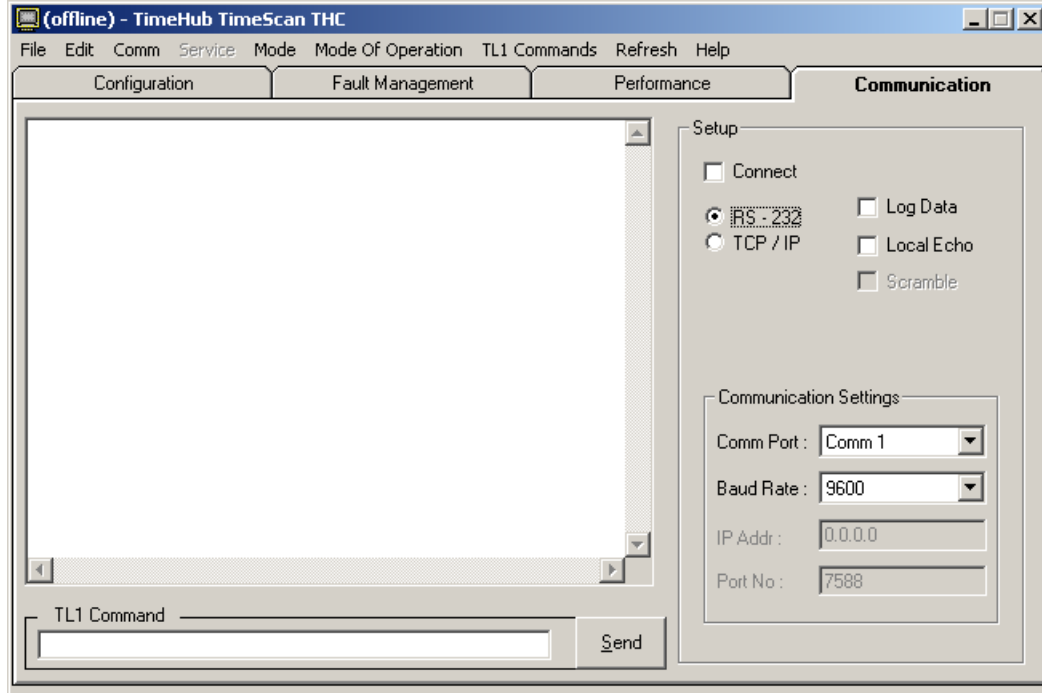 (offline) - TimeHub TimeScan THC
File Edit Comm Service Mode Mode Of Operation TL1 Commands Refresh Help
Configuration Fault Management Performance Communication
Setup
Connect
RS - 232
TCP / IP
Log Data
Local Echo
Scramble
Communication Settings
Comm Port : Comm 1
Baud Rate : 9600
IP Addr : 0.0.0.0
Port No : 7588
TL1 Command
Send